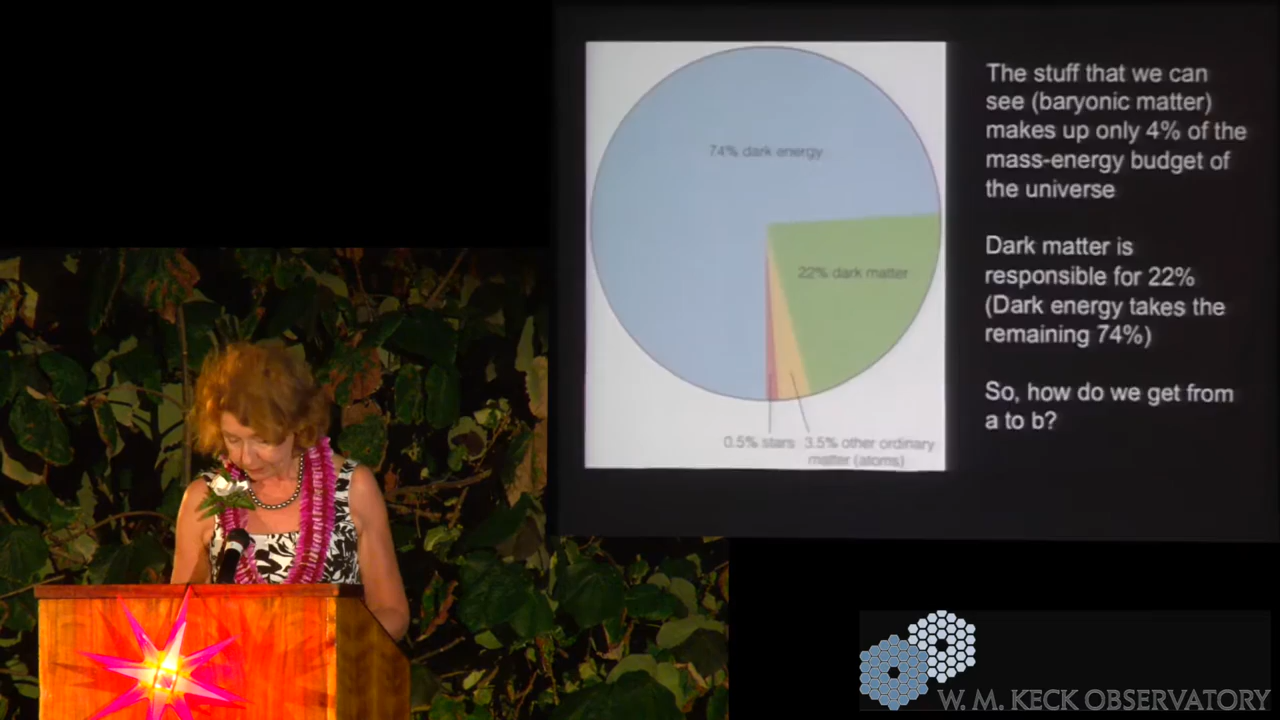 74% dark energy
22% dark matter
0.5% stars
3.5% other ordinary
matter (atoms)
The stuff that we can
see (baryonic matter)
makes up only 4% of the
mass-energy budget of
the universe
Dark matter is
responsible for 22%
(Dark energy takes the
remaining 74%)
So, how do we get from
a to b?
W. M. KECK OBSERVATORY